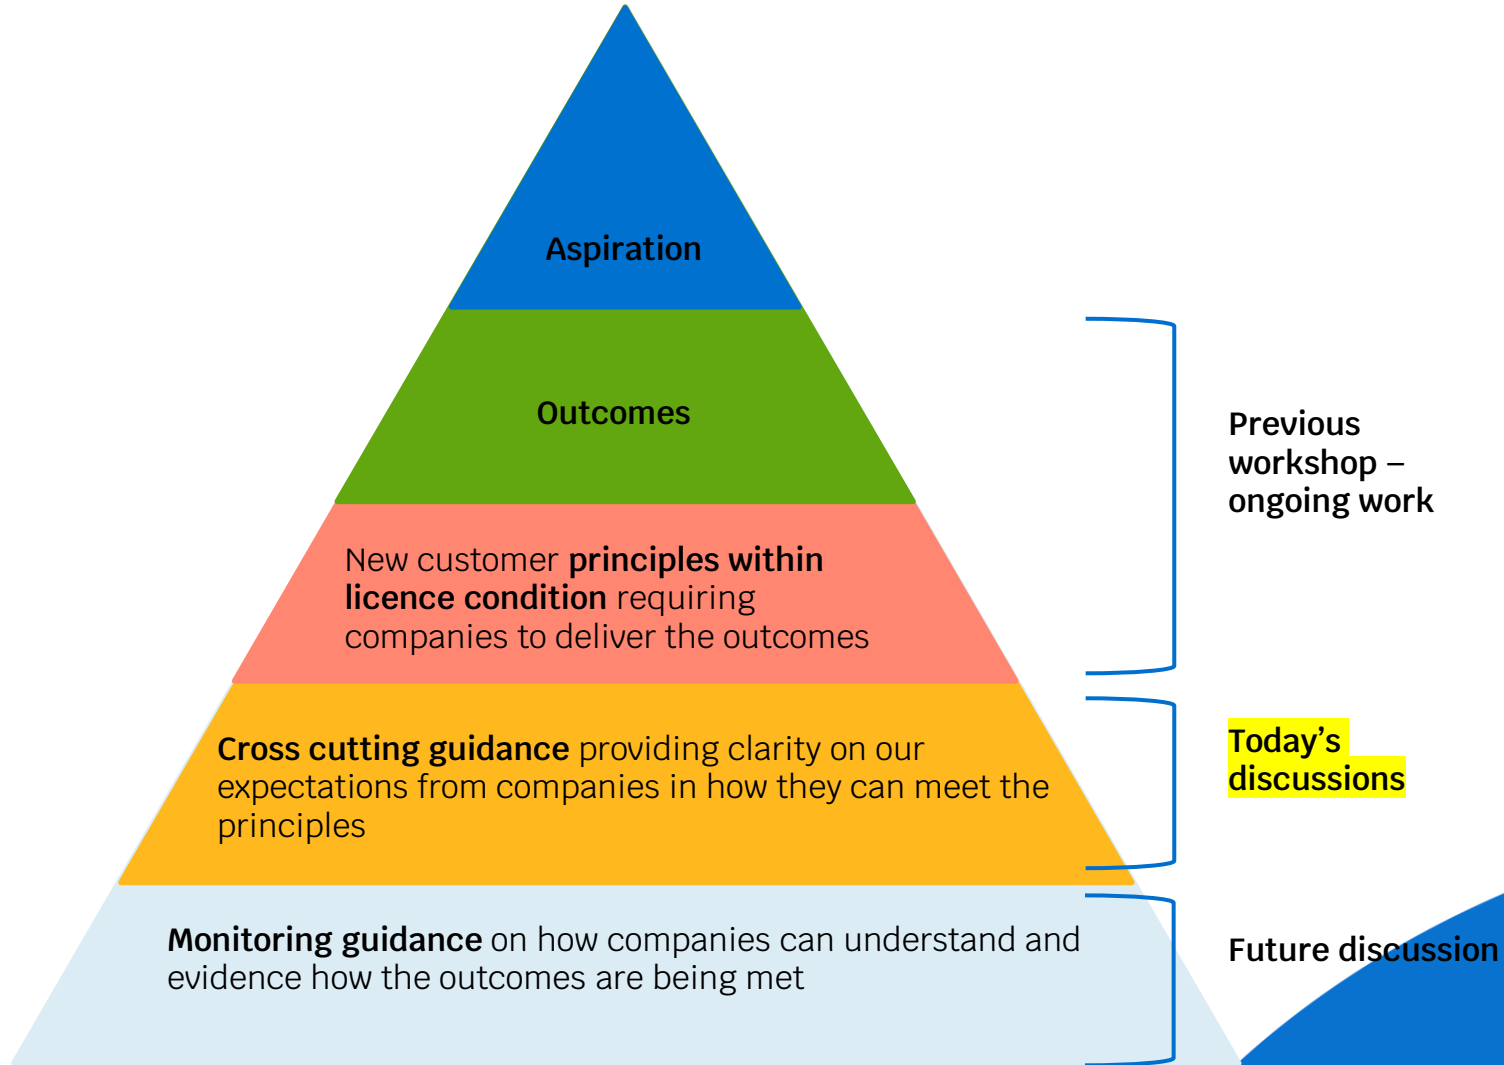 Aspiration
Outcomes
Previous
workshop –
ongoing work
New customer principles within
licence condition requiring
companies to deliver the outcomes
Cross cutting guidance providing clarity on our
expectations from companies in how they can meet the
principles
Today's
discussions
Monitoring guidance on how companies can understand and
evidence how the outcomes are being met
Future discussion